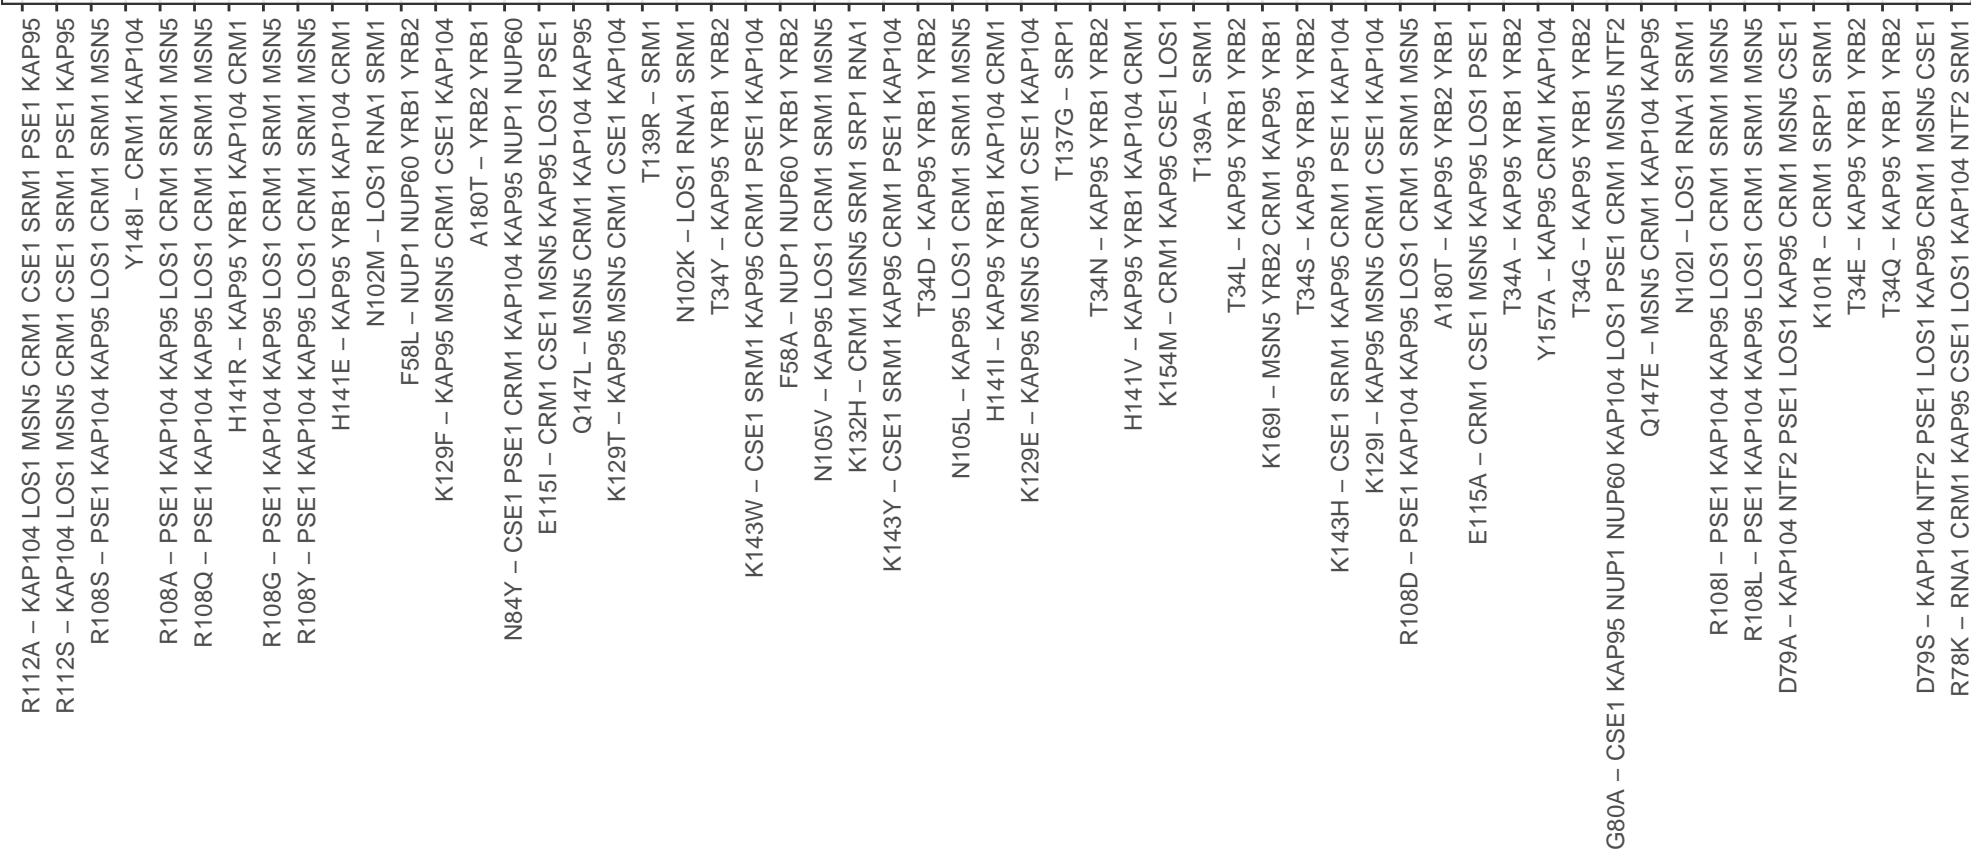 R112A – KAP104 LOS1 MSN5 CRM1 CSE1 SRM1 PSE1 KAP95
R112S – KAP104 LOS1 MSN5 CRM1 CSE1 SRM1 PSE1 KAP95
R108S – PSE1 KAP104 KAP95 LOS1 CRM1 SRM1 MSN5
Y148I – CRM1 KAP104
R108A – PSE1 KAP104 KAP95 LOS1 CRM1 SRM1 MSN5
R108Q – PSE1 KAP104 KAP95 LOS1 CRM1 SRM1 MSN5
H141R – KAP95 YRB1 KAP104 CRM1
R108G – PSE1 KAP104 KAP95 LOS1 CRM1 SRM1 MSN5
R108Y – PSE1 KAP104 KAP95 LOS1 CRM1 SRM1 MSN5
H141E – KAP95 YRB1 KAP104 CRM1
N102M – LOS1 RNA1 SRM1
F58L – NUP1 NUP60 YRB1 YRB2
K129F – KAP95 MSN5 CRM1 CSE1 KAP104
A180T – YRB2 YRB1
N84Y – CSE1 PSE1 CRM1 KAP104 KAP95 NUP1 NUP60
E115I – CRM1 CSE1 MSN5 KAP95 LOS1 PSE1
Q147L – MSN5 CRM1 KAP104 KAP95
K129T – KAP95 MSN5 CRM1 CSE1 KAP104
T139R – SRM1
N102K – LOS1 RNA1 SRM1
T34Y – KAP95 YRB1 YRB2
K143W – CSE1 SRM1 KAP95 CRM1 PSE1 KAP104
F58A – NUP1 NUP60 YRB1 YRB2
N105V – KAP95 LOS1 CRM1 SRM1 MSN5
K132H – CRM1 MSN5 SRM1 SRP1 RNA1
K143Y – CSE1 SRM1 KAP95 CRM1 PSE1 KAP104
T34D – KAP95 YRB1 YRB2
N105L – KAP95 LOS1 CRM1 SRM1 MSN5
H141I – KAP95 YRB1 KAP104 CRM1
K129E – KAP95 MSN5 CRM1 CSE1 KAP104
T137G – SRP1
T34N – KAP95 YRB1 YRB2
H141V – KAP95 YRB1 KAP104 CRM1
K154M – CRM1 KAP95 CSE1 LOS1
T139A – SRM1
T34L – KAP95 YRB1 YRB2
K169I – MSN5 YRB2 CRM1 KAP95 YRB1
T34S – KAP95 YRB1 YRB2
K143H – CSE1 SRM1 KAP95 CRM1 PSE1 KAP104
K129I – KAP95 MSN5 CRM1 CSE1 KAP104
R108D – PSE1 KAP104 KAP95 LOS1 CRM1 SRM1 MSN5
A180T – KAP95 YRB2 YRB1
E115A – CRM1 CSE1 MSN5 KAP95 LOS1 PSE1
T34A – KAP95 YRB1 YRB2
Y157A – KAP95 CRM1 KAP104
T34G – KAP95 YRB1 YRB2
G80A – CSE1 KAP95 NUP1 NUP60 KAP104 LOS1 PSE1 CRM1 MSN5 NTF2
Q147E – MSN5 CRM1 KAP104 KAP95
N102I – LOS1 RNA1 SRM1
R108I – PSE1 KAP104 KAP95 LOS1 CRM1 SRM1 MSN5
R108L – PSE1 KAP104 KAP95 LOS1 CRM1 SRM1 MSN5
D79A – KAP104 NTF2 PSE1 LOS1 KAP95 CRM1 MSN5 CSE1
K101R – CRM1 SRP1 SRM1
T34E – KAP95 YRB1 YRB2
T34Q – KAP95 YRB1 YRB2
D79S – KAP104 NTF2 PSE1 LOS1 KAP95 CRM1 MSN5 CSE1
R78K – RNA1 CRM1 KAP95 CSE1 LOS1 KAP104 NTF2 SRM1